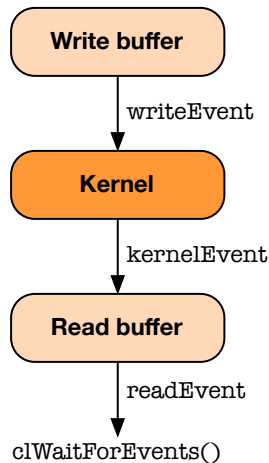 Write buffer
writeEvent
Kernel
kernelEvent
Read buffer
readEvent
clWaitForEvents()